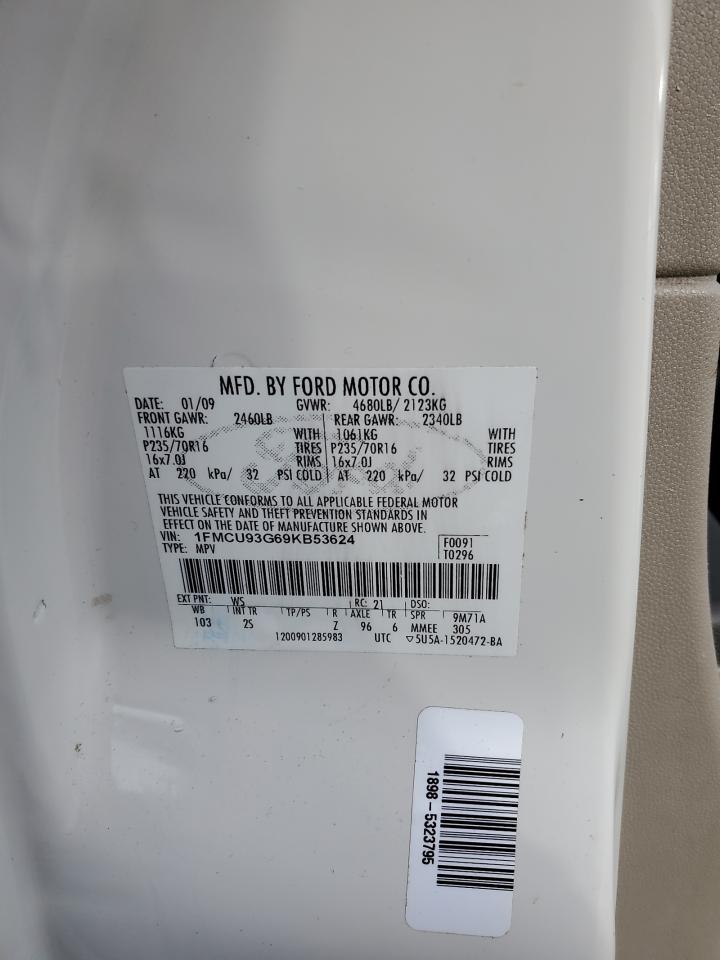 MFD. BY FORD MOTOR CO.
DATE: 01/09 GVWR: 4680LB/ 2123KG
FRONT GAWR: 2460LB REAR GAWR: 2340LB
1116KG WITH 1061KG WITH
P235/70R16 TIRES P235/70R16 TIRES
16x7.0J RIMS 16x7.0J RIMS
AT 220 kPa/ 32 PSI COLD AT 220 kPa/ 32 PSI COLD
THIS VEHICLE CONFORMS TO ALL APPLICABLE FEDERAL MOTOR
VEHICLE SAFETY AND THEFT PREVENTION STANDARDS IN
EFFECT ON THE DATE OF MANUFACTURE SHOWN ABOVE.
VIN: 1FMCU93G69KB53624 F0091
TYPE: MPV T0296
EXT PNT: WS RC: 21 DSO:
WB INT TR TP/PS R AXLE TR SPR 9M71A
103 2S Z 96 6 MMEE 305
1200901285983 UTC ▽5U5A-1520472-BA
1898 - 5323795